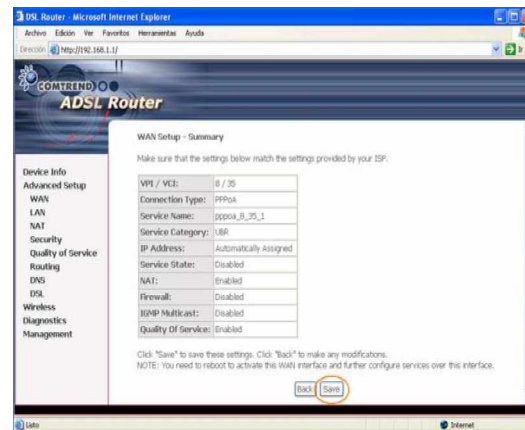 DSL Router - Microsoft Internet Explorer
Archivo Edición Ver Favoritos Herramientas Ayuda
Dirección http://192.168.1.1/
COMTREND
ADSL Router
WAN Setup - Summary
Make sure that the settings below match the settings provided by your ISP.
VPI / VCI: 8 / 35
Connection Type: PPPoA
Service Name: pppoa_8_35_1
Service Category: UBR
IP Address: Automatically Assigned
Service State: Disabled
NAT: Enabled
Firewall: Disabled
IGMP Multicast: Disabled
Quality Of Service: Enabled
Click "Save" to save these settings. Click "Back" to make any modifications.
NOTE: You need to reboot to activate this WAN interface and further configure services over this interface.
Back Save
Device Info
Advanced Setup
WAN
LAN
NAT
Security
Quality of Service
Routing
DNS
DSL
Wireless
Diagnostics
Management
Listo Internet